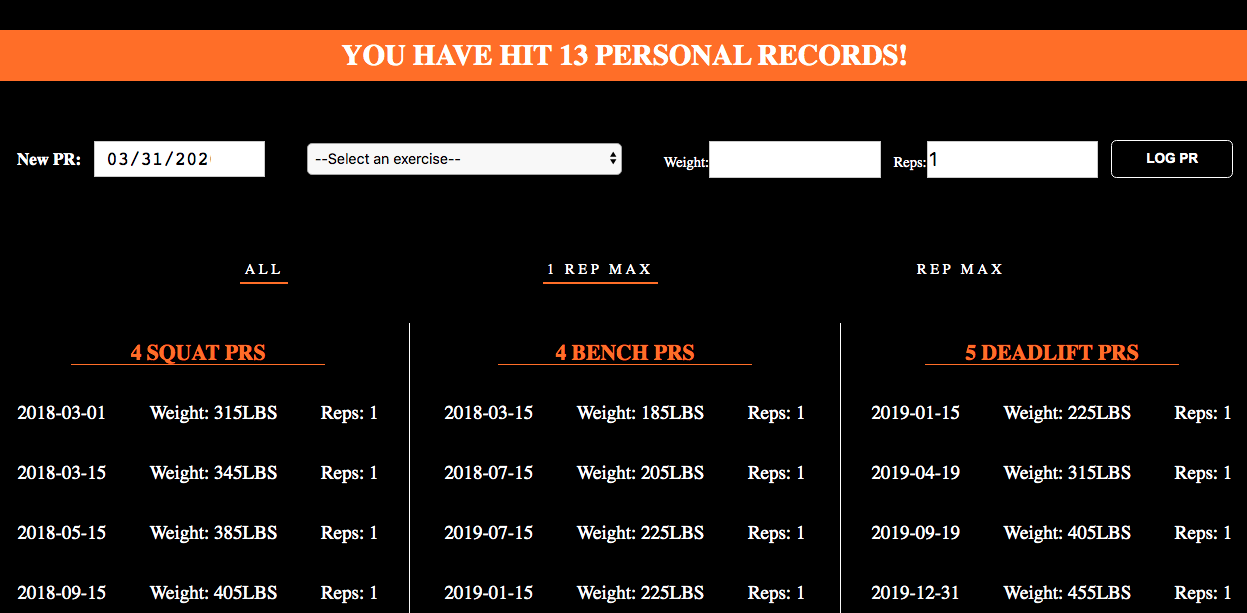 YOU HAVE HIT 13 PERSONAL RECORDS!
New PR: 03/31/202 --Select an exercise-- Weight: Reps: 1 LOG PR
ALL 1 REP MAX REP MAX
4 SQUAT PRS 4 BENCH PRS 5 DEADLIFT PRS
2018-03-01 Weight: 315LBS Reps: 1 2018-03-15 Weight: 185LBS Reps: 1 2019-01-15 Weight: 225LBS Reps: 1
2018-03-15 Weight: 345LBS Reps: 1 2018-07-15 Weight: 205LBS Reps: 1 2019-04-19 Weight: 315LBS Reps: 1
2018-05-15 Weight: 385LBS Reps: 1 2019-07-15 Weight: 225LBS Reps: 1 2019-09-19 Weight: 405LBS Reps: 1
2018-09-15 Weight: 405LBS Reps: 1 2019-01-15 Weight: 225LBS Reps: 1 2019-12-31 Weight: 455LBS Reps: 1